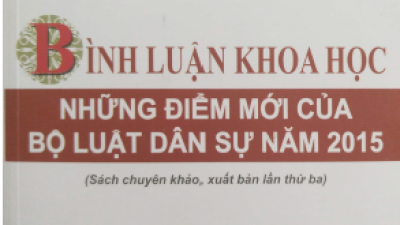 BÌNH LUẬN KHOA HỌC
NHỮNG ĐIỂM MỚI CỦA
BỘ LUẬT DÂN SỰ NĂM 2015
(Sách chuyên khảo, xuất bản lần thứ ba)